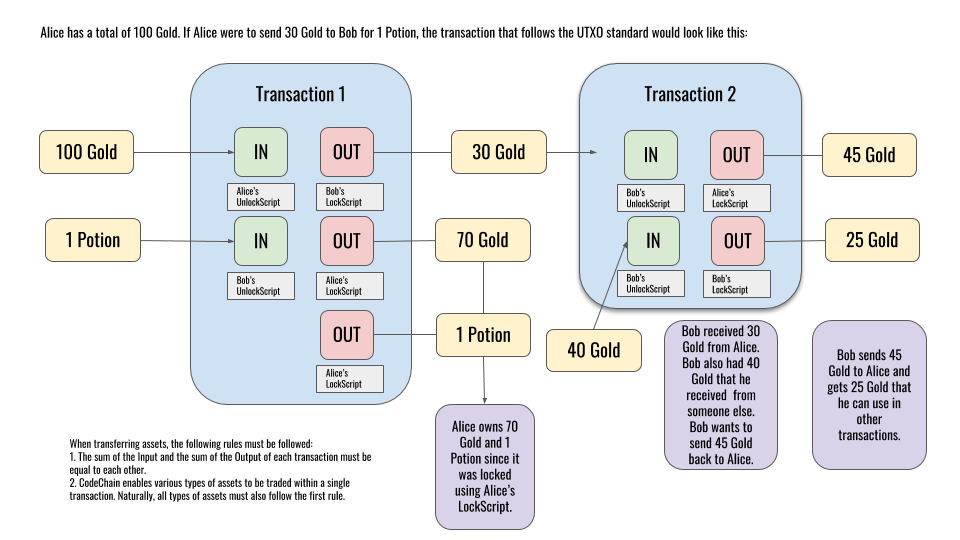 Alice has a total of 100 Gold. If Alice were to send 30 Gold to Bob for 1 Potion, the transaction that follows the UTXO standard would look like this:
Transaction 1
100 Gold
IN
OUT
30 Gold
Alice's
UnlockScript
Bob's
LockScript
1 Potion
IN
OUT
70 Gold
Bob's
UnlockScript
Alice's
LockScript
OUT
1 Potion
Alice's
LockScript
Alice owns 70
Gold and 1
Potion since it
was locked
using Alice's
LockScript.
Transaction 2
IN
OUT
45 Gold
Bob's
UnlockScript
Alice's
LockScript
IN
OUT
25 Gold
Bob's
UnlockScript
Bob's
LockScript
40 Gold
Bob received 30
Gold from Alice.
Bob also had 40
Gold that he
received from
someone else.
Bob wants to
send 45 Gold
back to Alice.
Bob sends 45
Gold to Alice and
gets 25 Gold that
he can use in
other
transactions.
When transferring assets, the following rules must be followed:
1. The sum of the Input and the sum of the Output of each transaction must be
equal to each other.
2. CodeChain enables various types of assets to be traded within a single
transaction. Naturally, all types of assets must also follow the first rule.